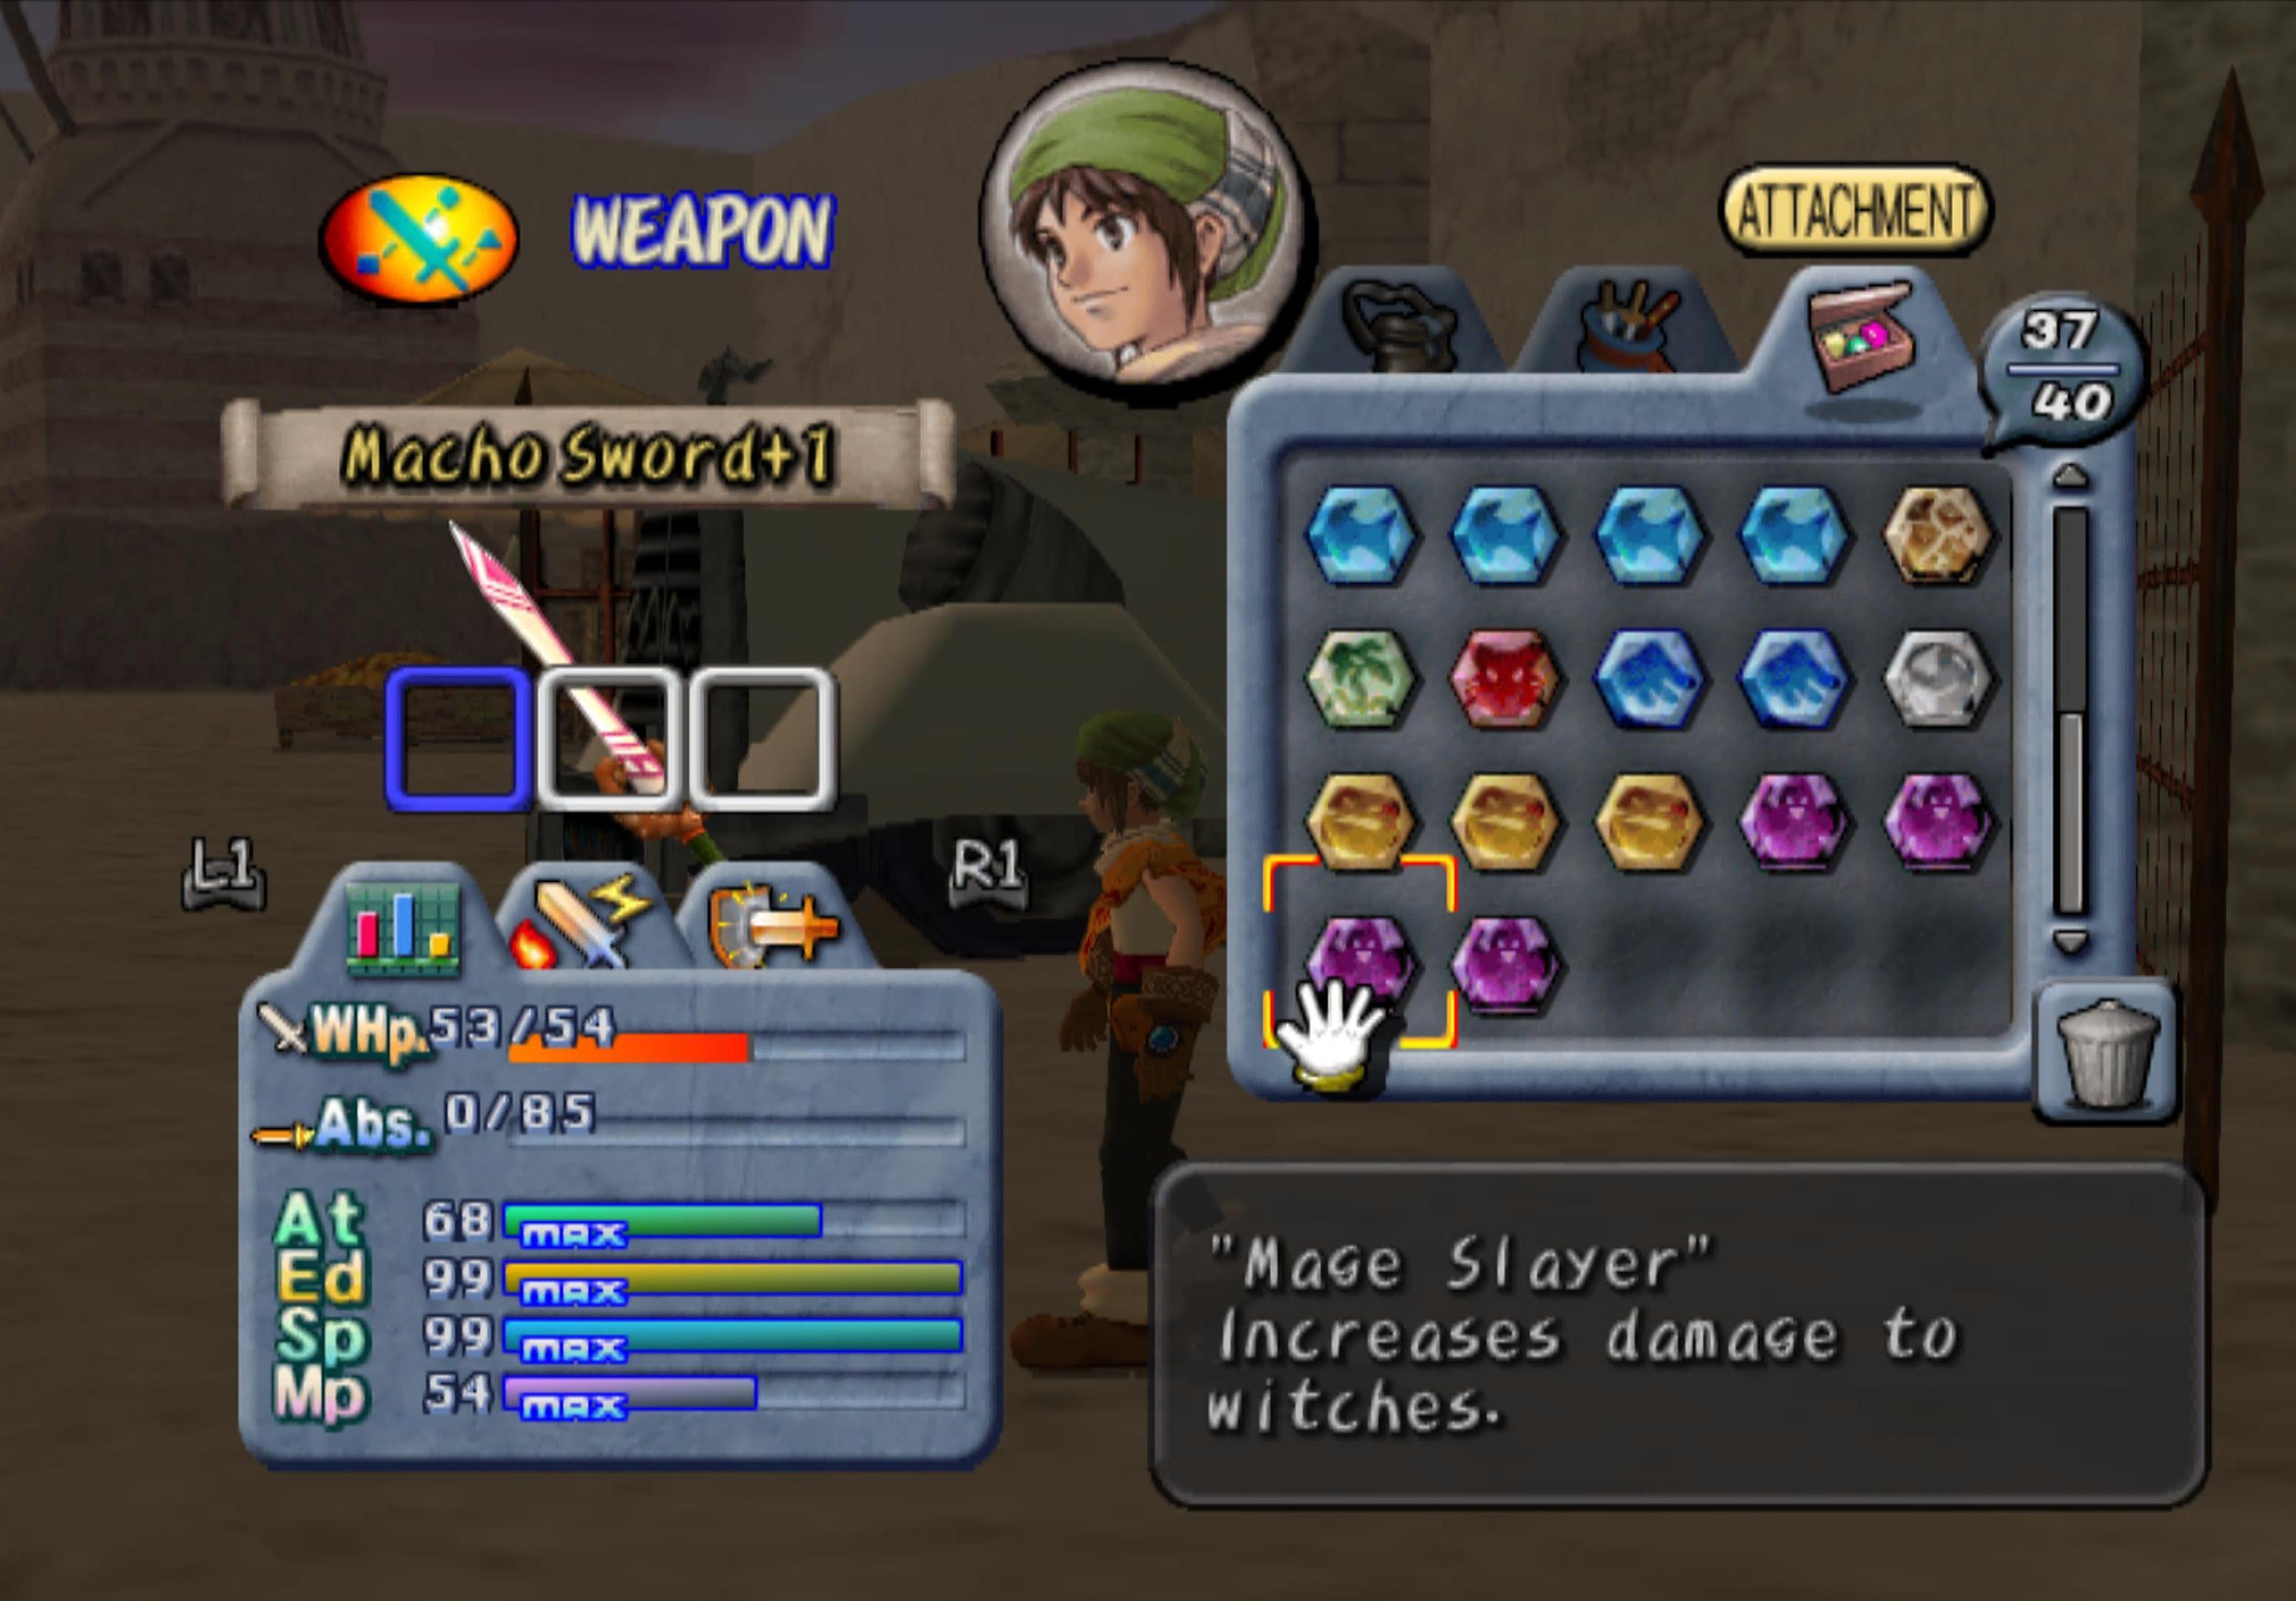 WEAPON
ATTACHMENT
37
40
Macho Sword+1
L1
R1
WHp. 53/54
Abs. 0/85
At 68 max
Ed 99 max
Sp 99 max
Mp 54 max
"Mage Slayer"
Increases damage to
witches.